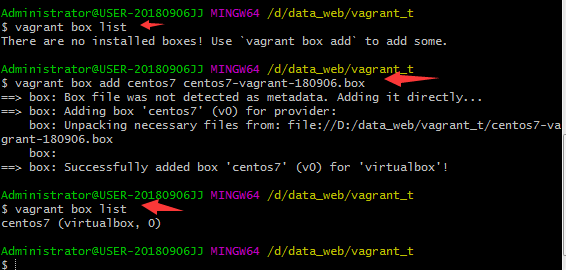 Administrator@USER-20180906JJ MINGW64 /d/data_web/vagrant_t
$ vagrant box list
There are no installed boxes! Use `vagrant box add` to add some.
Administrator@USER-20180906JJ MINGW64 /d/data_web/vagrant_t
$ vagrant box add centos7 centos7-vagrant-180906.box
==> box: Box file was not detected as metadata. Adding it directly...
==> box: Adding box 'centos7' (v0) for provider:
box: Unpacking necessary files from: file://D:/data_web/vagrant_t/centos7-va
grant-180906.box
box:
==> box: Successfully added box 'centos7' (v0) for 'virtualbox'!
Administrator@USER-20180906JJ MINGW64 /d/data_web/vagrant_t
$ vagrant box list
centos7 (virtualbox, 0)
Administrator@USER-20180906JJ MINGW64 /d/data_web/vagrant_t
$